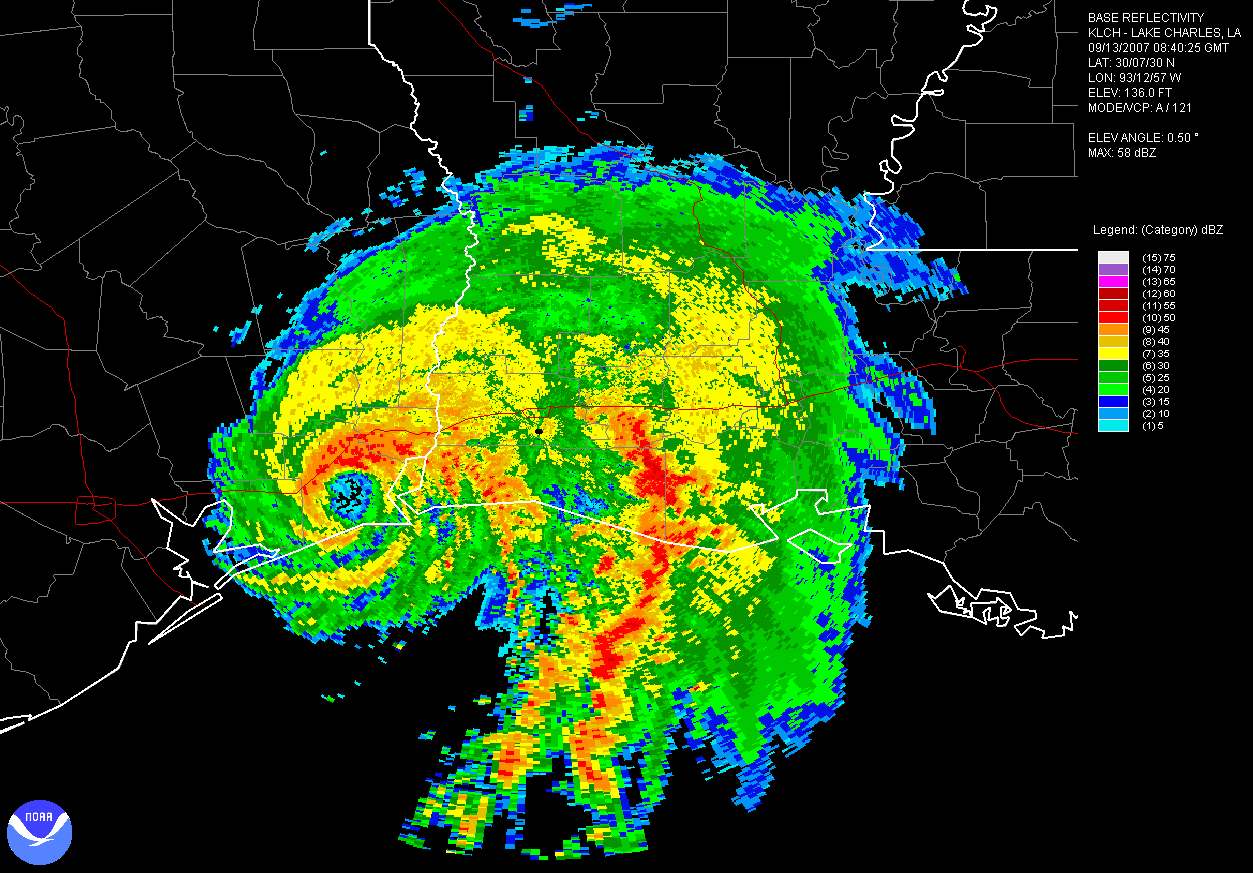 BASE REFLECTIVITY
KLCH - LAKE CHARLES, LA
09/13/2007 08:40:25 GMT
LAT: 30/07/30 N
LON: 93/12/57 W
ELEV: 136.0 FT
MODE/VCP: A / 121
ELEV ANGLE: 0.50 °
MAX: 58 dBZ
Legend: (Category) dBZ
(15) 75
(14) 70
(13) 65
(12) 60
(11) 55
(10) 50
(9) 45
(8) 40
(7) 35
(6) 30
(5) 25
(4) 20
(3) 15
(2) 10
(1) 5
NOAA